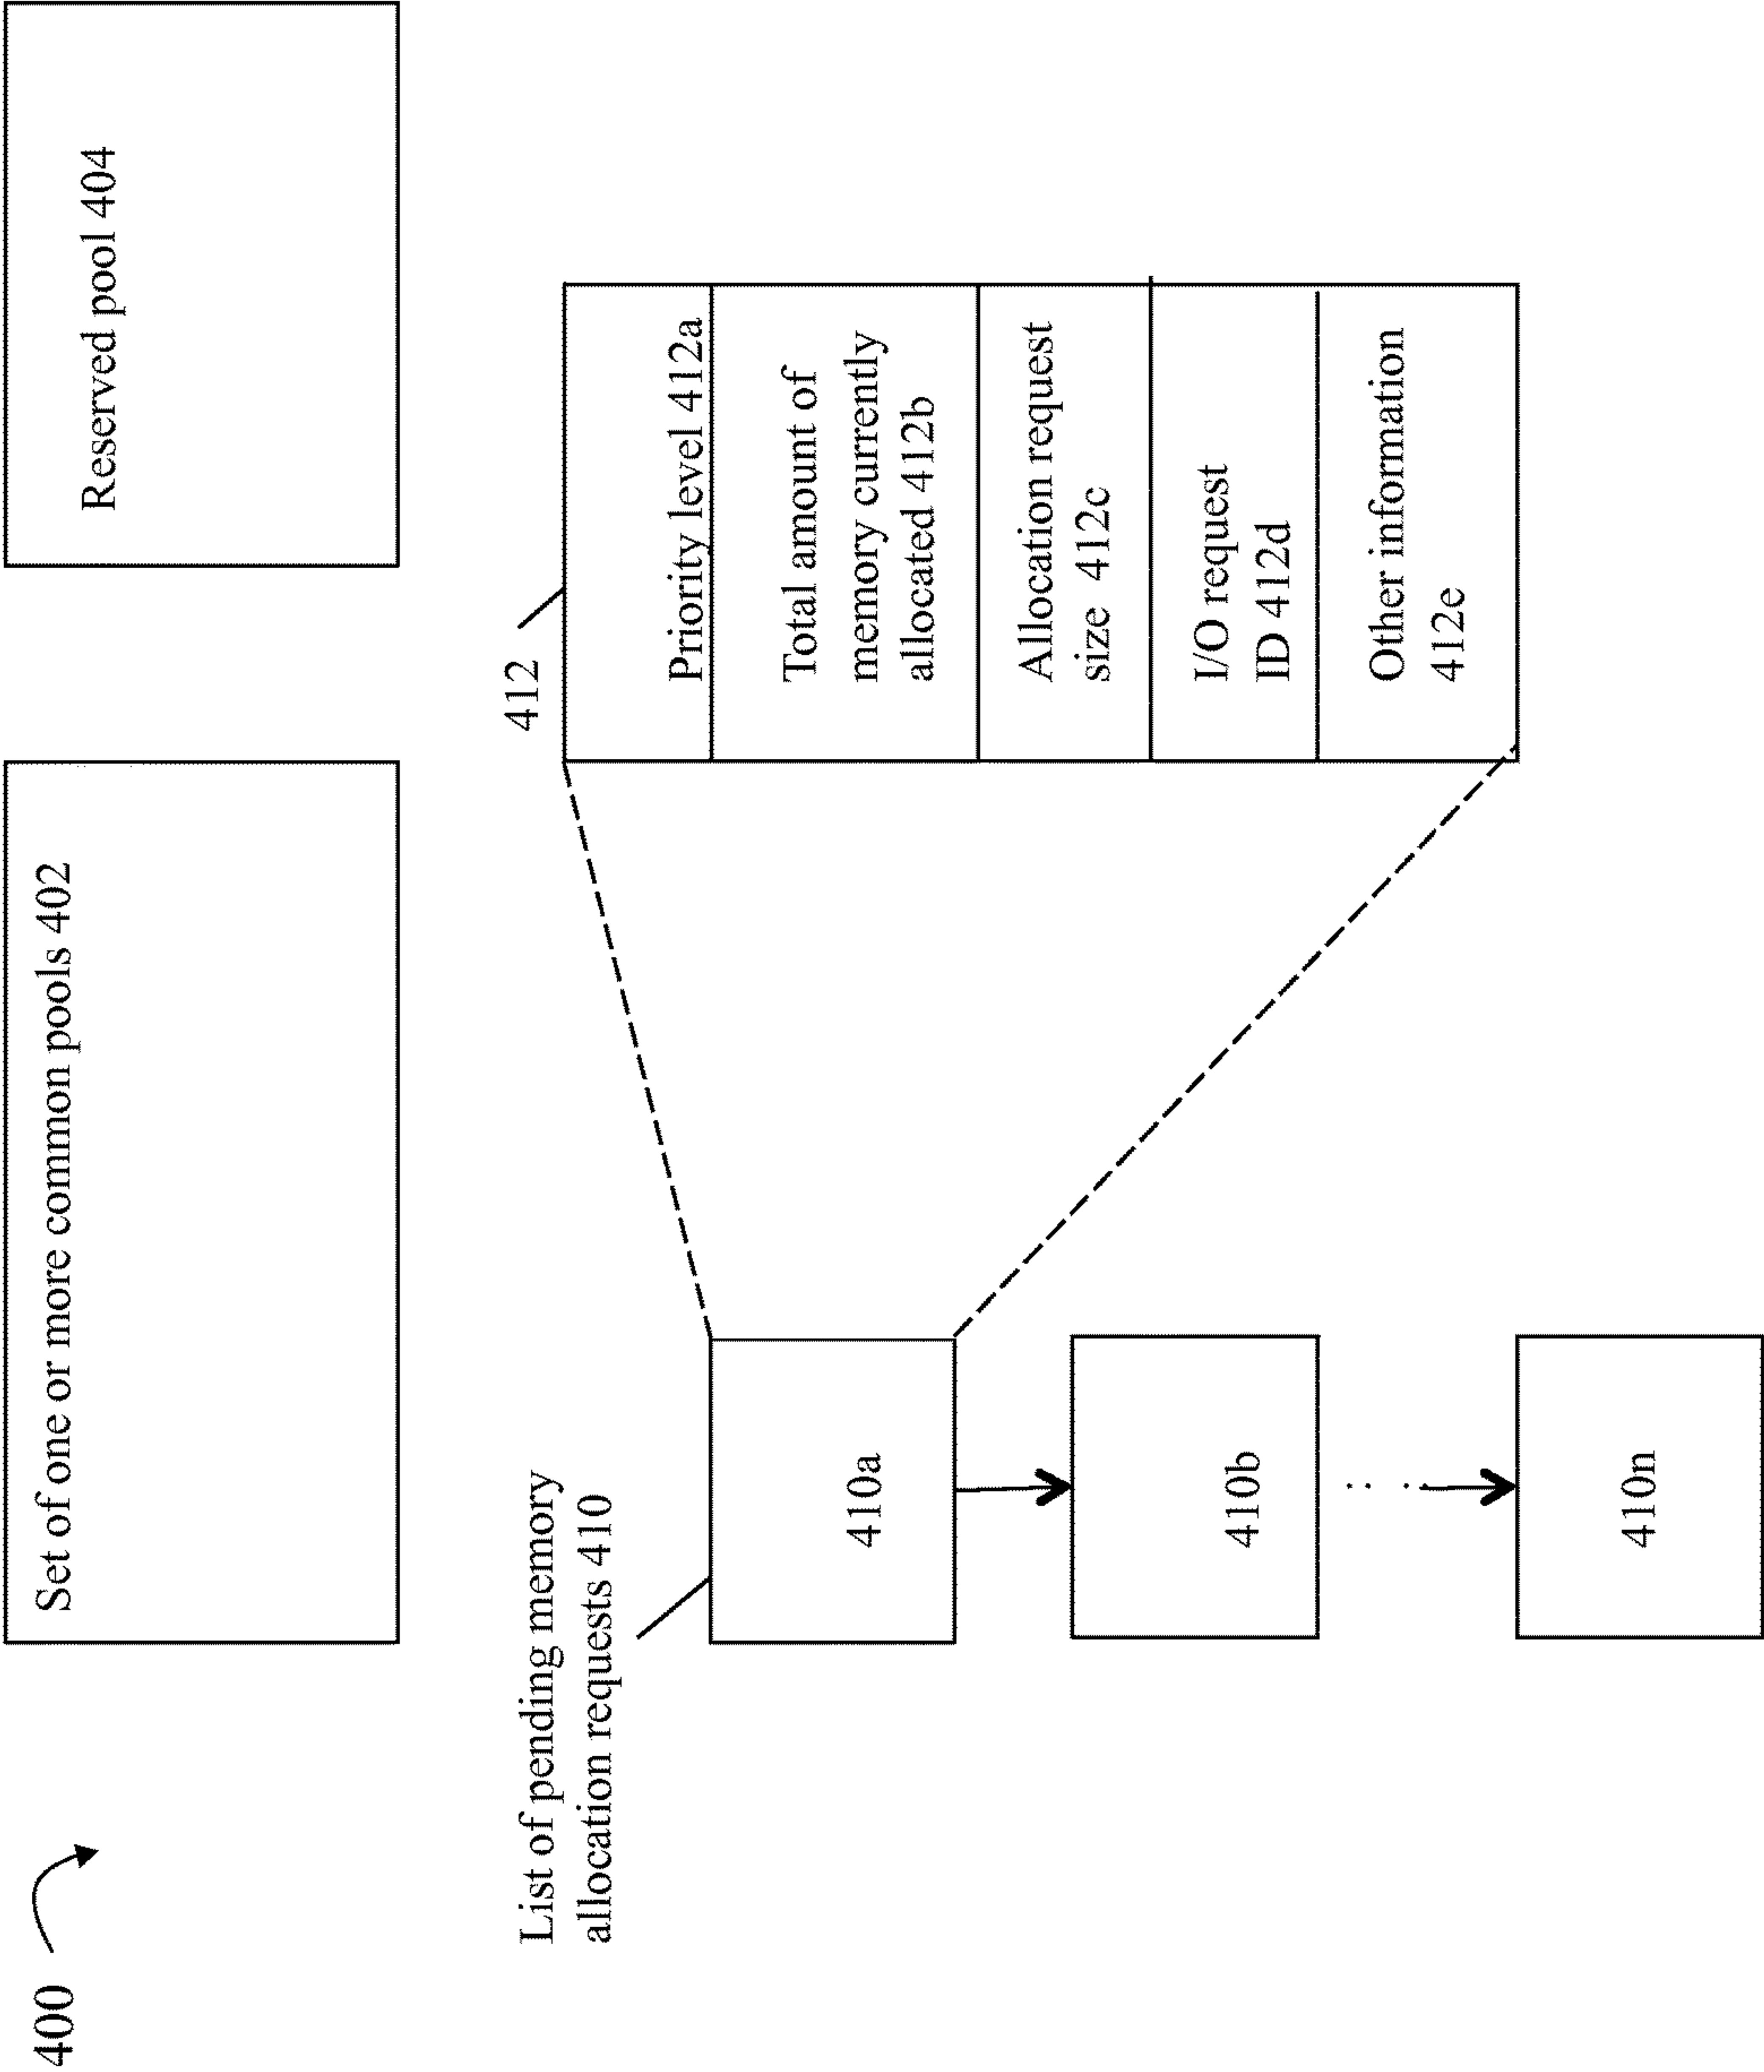 400
Set of one or more common pools 402
Reserved pool 404
List of pending memory
allocation requests 410
410a
410b
410n
412
Priority level 412a
Total amount of
memory currently
allocated 412b
Allocation request
size 412c
I/O request
ID 412d
Other information
412e